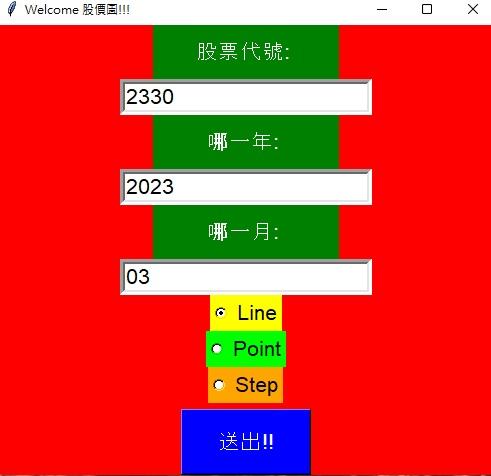 Welcome 股價圖!!!
股票代號:
2330
哪一年:
2023
哪一月:
03
Line
Point
Step
送出!!